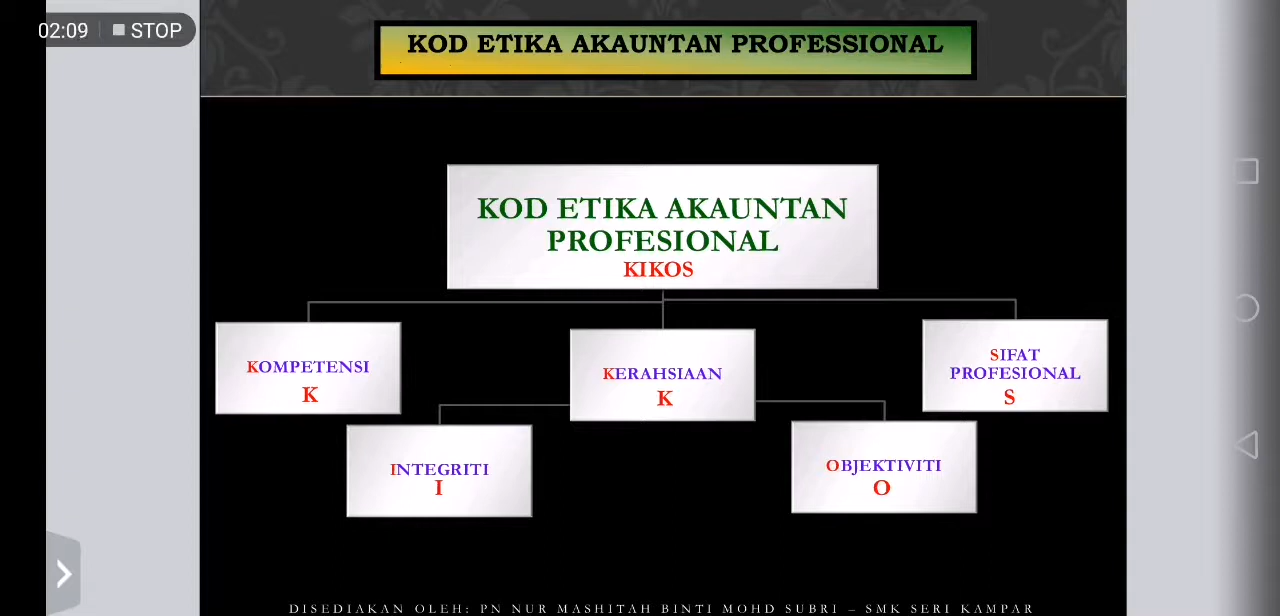 02:09 STOP
KOD ETIKA AKAUNTAN PROFESSIONAL
KOD ETIKA AKAUNTAN
PROFESIONAL
KIKOS
KOMPETENSI
K
KERAHSIAAN
K
SIFAT
PROFESIONAL
S
INTEGRITI
I
OBJEKTIVITI
O
DISEDIAKAN OLEH: PN NUR MASHITAH BINTI MOHD SUBRI – SMK SERI KAMPAR